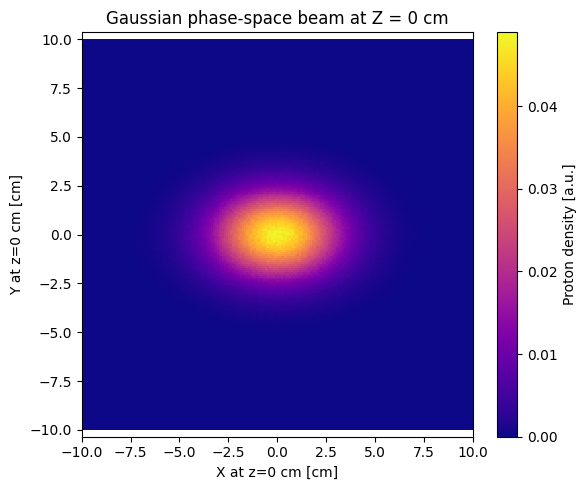 Gaussian phase-space beam at Z = 0 cm
10.0
7.5
5.0
2.5
0.0
−2.5
−5.0
−7.5
−10.0
Y at z=0 cm [cm]
−10.0 −7.5 −5.0 −2.5 0.0 2.5 5.0 7.5 10.0
X at z=0 cm [cm]
0.04
0.03
0.02
0.01
0.00
Proton density [a.u.]